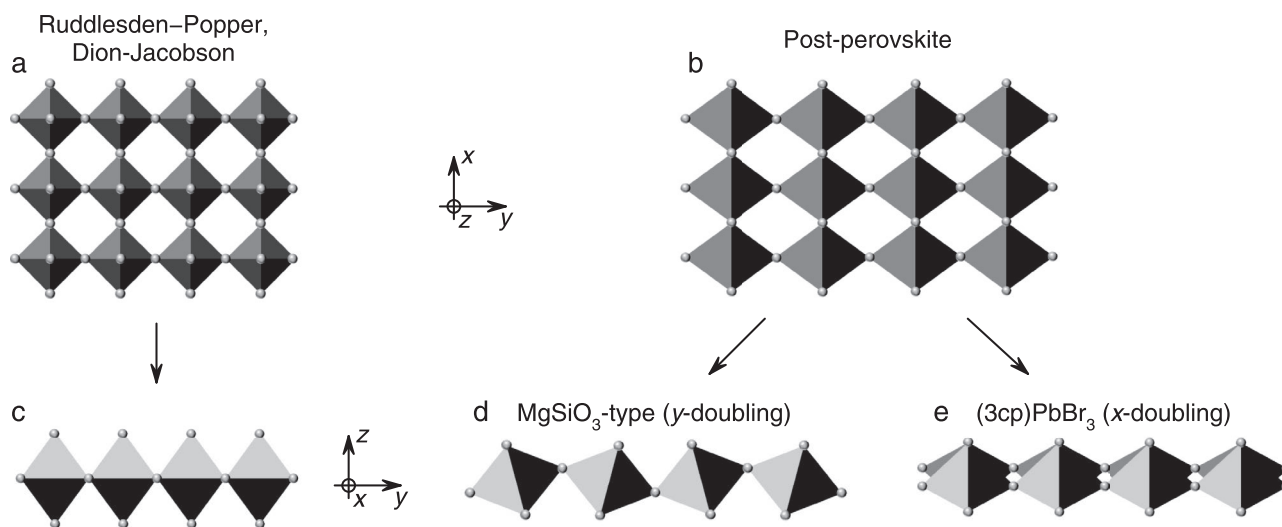 Ruddlesden–Popper,
Dion-Jacobson
a
Post-perovskite
b
x
z
y
c
z
x
y
d MgSiO₃-type (y-doubling)
e (3cp)PbBr₃ (x-doubling)